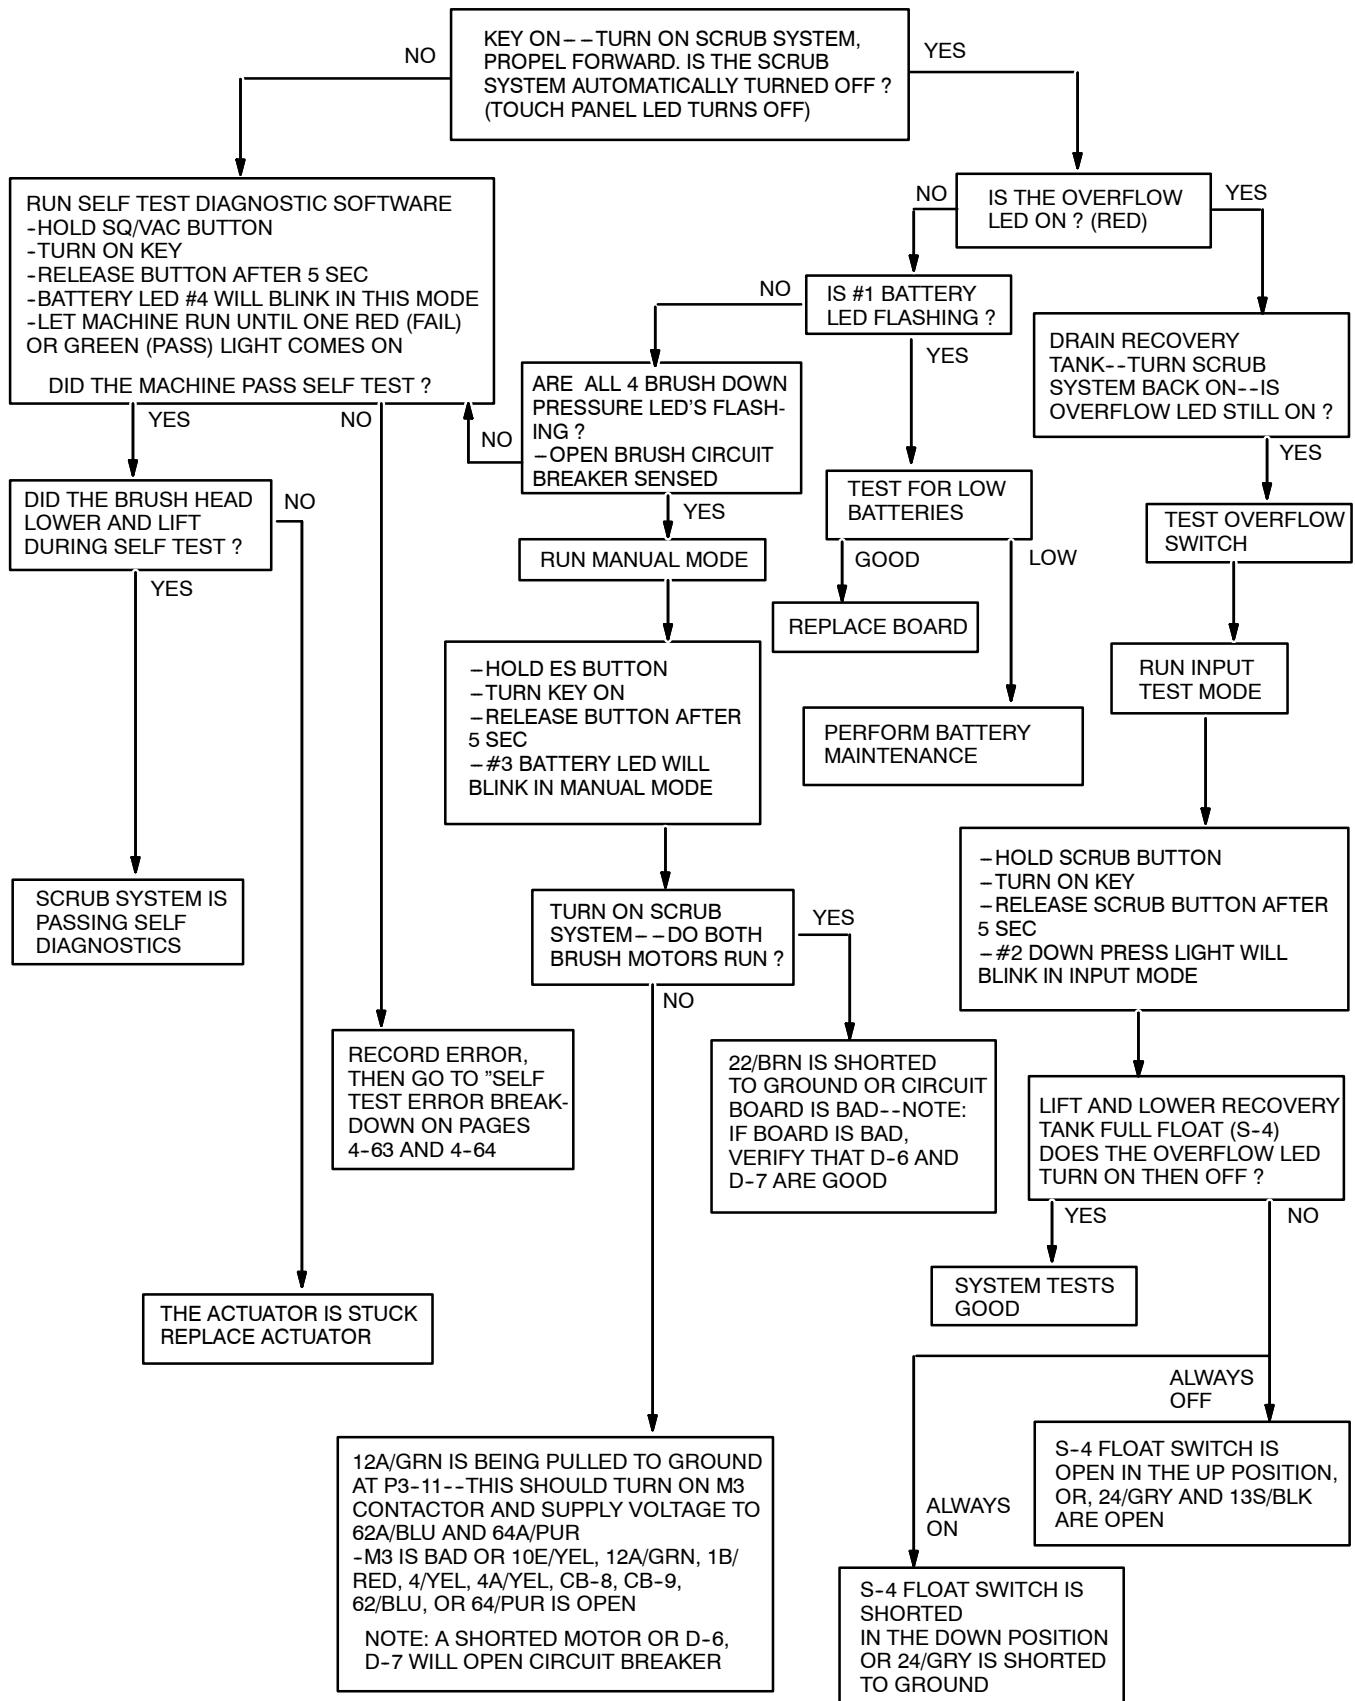 KEY ON--TURN ON SCRUB SYSTEM,
PROPEL FORWARD. IS THE SCRUB
SYSTEM AUTOMATICALLY TURNED OFF ?
(TOUCH PANEL LED TURNS OFF)
NO
YES
RUN SELF TEST DIAGNOSTIC SOFTWARE
-HOLD SQ/VAC BUTTON
-TURN ON KEY
-RELEASE BUTTON AFTER 5 SEC
-BATTERY LED #4 WILL BLINK IN THIS MODE
-LET MACHINE RUN UNTIL ONE RED (FAIL)
OR GREEN (PASS) LIGHT COMES ON
DID THE MACHINE PASS SELF TEST ?
YES
NO
IS THE OVERFLOW
LED ON ? (RED)
NO
YES
IS #1 BATTERY
LED FLASHING ?
NO
YES
DRAIN RECOVERY
TANK--TURN SCRUB
SYSTEM BACK ON--IS
OVERFLOW LED STILL ON ?
YES
ARE ALL 4 BRUSH DOWN
PRESSURE LED'S FLASH-
ING ?
-OPEN BRUSH CIRCUIT
BREAKER SENSED
NO
YES
DID THE BRUSH HEAD
LOWER AND LIFT
DURING SELF TEST ?
NO
YES
TEST FOR LOW
BATTERIES
GOOD
LOW
TEST OVERFLOW
SWITCH
RUN MANUAL MODE
REPLACE BOARD
RUN INPUT
TEST MODE
-HOLD ES BUTTON
-TURN KEY ON
-RELEASE BUTTON AFTER
5 SEC
-#3 BATTERY LED WILL
BLINK IN MANUAL MODE
PERFORM BATTERY
MAINTENANCE
-HOLD SCRUB BUTTON
-TURN ON KEY
-RELEASE SCRUB BUTTON AFTER
5 SEC
-#2 DOWN PRESS LIGHT WILL
BLINK IN INPUT MODE
SCRUB SYSTEM IS
PASSING SELF
DIAGNOSTICS
TURN ON SCRUB
SYSTEM--DO BOTH
BRUSH MOTORS RUN ?
YES
NO
RECORD ERROR,
THEN GO TO "SELF
TEST ERROR BREAK-
DOWN ON PAGES
4-63 AND 4-64
22/BRN IS SHORTED
TO GROUND OR CIRCUIT
BOARD IS BAD--NOTE:
IF BOARD IS BAD,
VERIFY THAT D-6 AND
D-7 ARE GOOD
LIFT AND LOWER RECOVERY
TANK FULL FLOAT (S-4)
DOES THE OVERFLOW LED
TURN ON THEN OFF ?
YES
NO
SYSTEM TESTS
GOOD
THE ACTUATOR IS STUCK
REPLACE ACTUATOR
ALWAYS
OFF
ALWAYS
ON
S-4 FLOAT SWITCH IS
OPEN IN THE UP POSITION,
OR, 24/GRY AND 13S/BLK
ARE OPEN
12A/GRN IS BEING PULLED TO GROUND
AT P3-11--THIS SHOULD TURN ON M3
CONTACTOR AND SUPPLY VOLTAGE TO
62A/BLU AND 64A/PUR
-M3 IS BAD OR 10E/YEL, 12A/GRN, 1B/
RED, 4/YEL, 4A/YEL, CB-8, CB-9,
62/BLU, OR 64/PUR IS OPEN
NOTE: A SHORTED MOTOR OR D-6,
D-7 WILL OPEN CIRCUIT BREAKER
S-4 FLOAT SWITCH IS
SHORTED
IN THE DOWN POSITION
OR 24/GRY IS SHORTED
TO GROUND